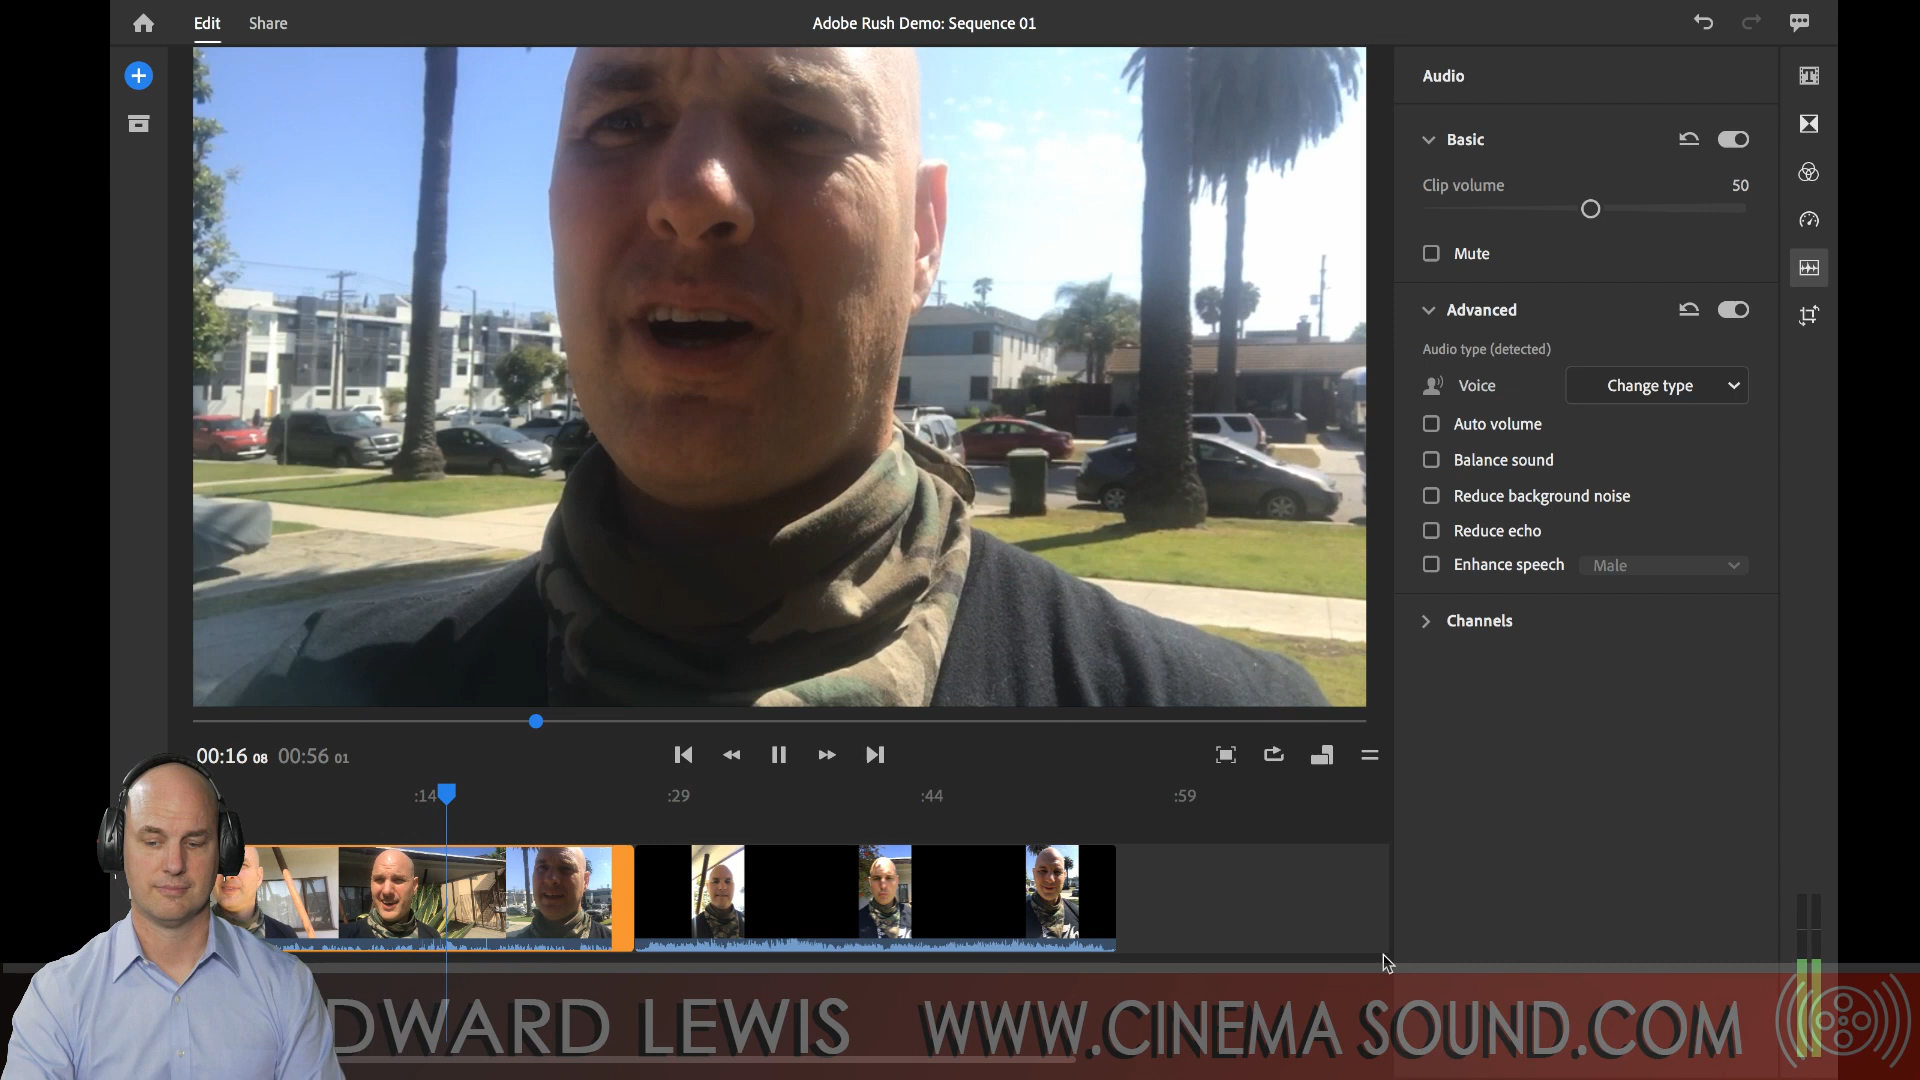 Edit Share Adobe Rush Demo: Sequence 01
Audio
Basic
Clip volume 50
Mute
Advanced
Audio type (detected)
Voice Change type
Auto volume
Balance sound
Reduce background noise
Reduce echo
Enhance speech Male
Channels
00:16 08 00:56 01
:14 :29 :44 :59
DWARD LEWIS WWW.CINEMA SOUND.COM